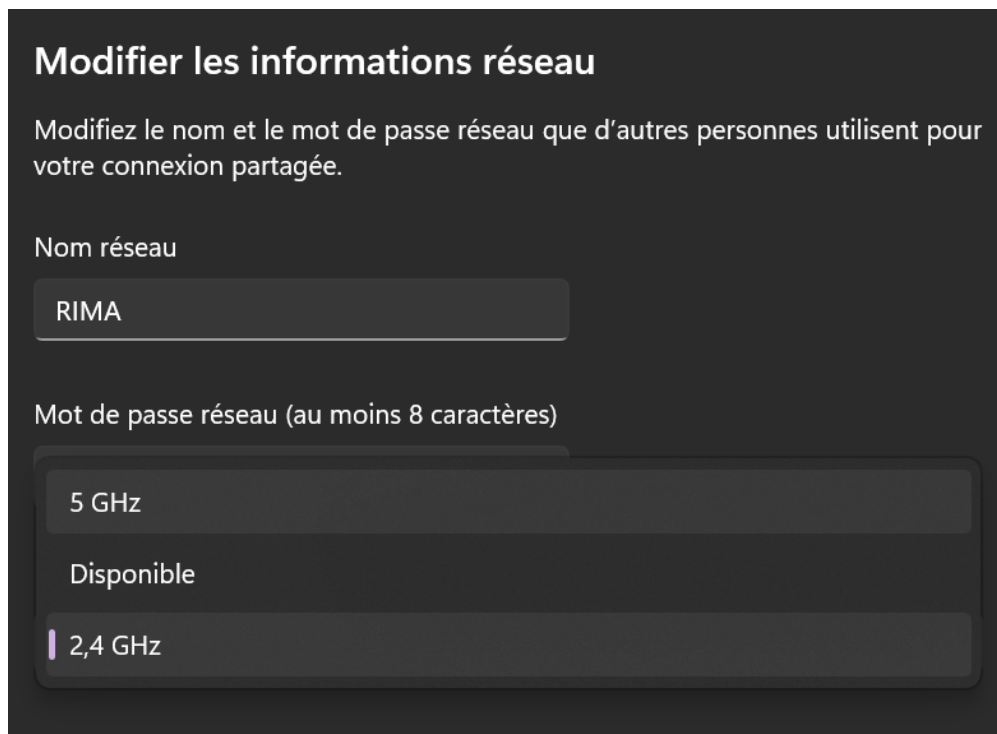 Modifier les informations réseau
Modifiez le nom et le mot de passe réseau que d’autres personnes utilisent pour
votre connexion partagée.
Nom réseau
RIMA
Mot de passe réseau (au moins 8 caractères)
5 GHz
Disponible
2,4 GHz